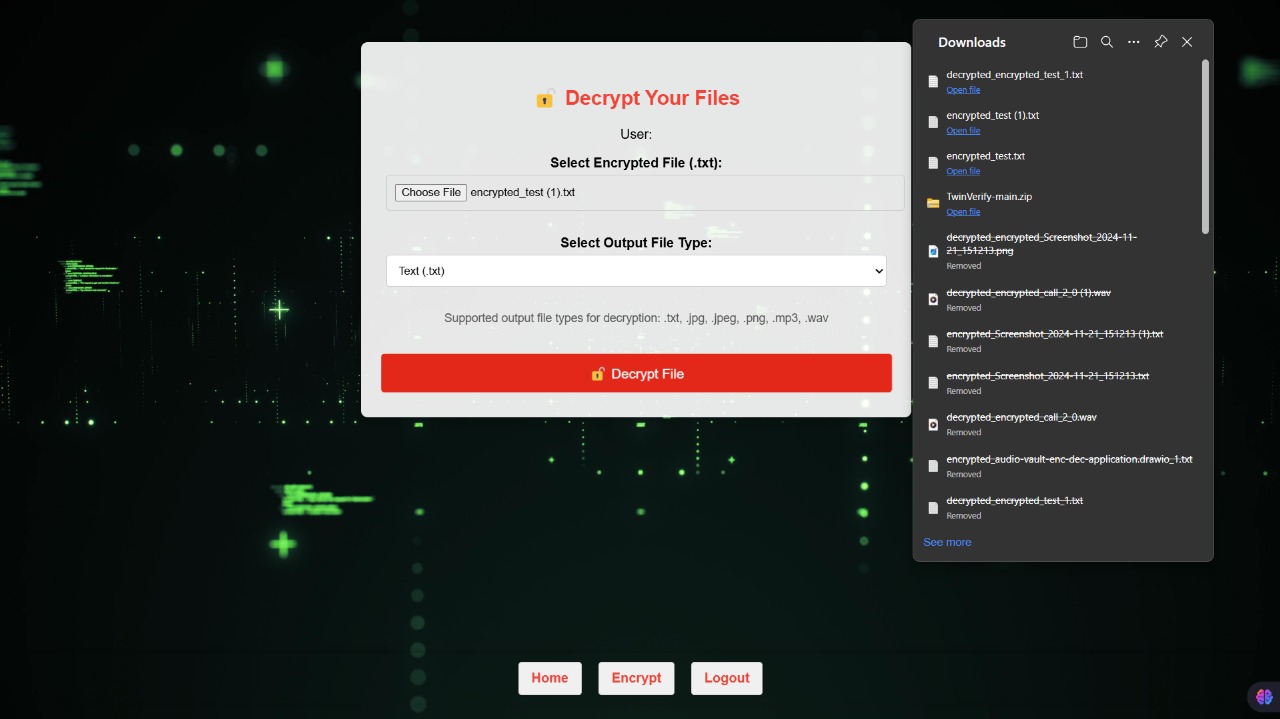 Decrypt Your Files
User:
Select Encrypted File (.txt):
Choose File encrypted_test (1).txt
Select Output File Type:
Text (.txt)
Supported output file types for decryption: .txt, .jpg, .jpeg, .png, .mp3, .wav
Decrypt File
Home
Encrypt
Logout
Downloads
decrypted_encrypted_test_1.txt
Open file
encrypted_test (1).txt
Open file
encrypted_test.txt
Open file
TwinVerify-main.zip
Open file
decrypted_encrypted_Screenshot_2024-11-
21_151213.png
Removed
decrypted_encrypted_call_2_0 (1).wav
Removed
encrypted_Screenshot_2024-11-21_151213 (1).txt
Removed
encrypted_Screenshot_2024-11-21_151213.txt
Removed
decrypted_encrypted_call_2_0.wav
Removed
encrypted_audio-vault-enc-dec-application.drawio_1.txt
Removed
decrypted_encrypted_test_1.txt
Removed
See more